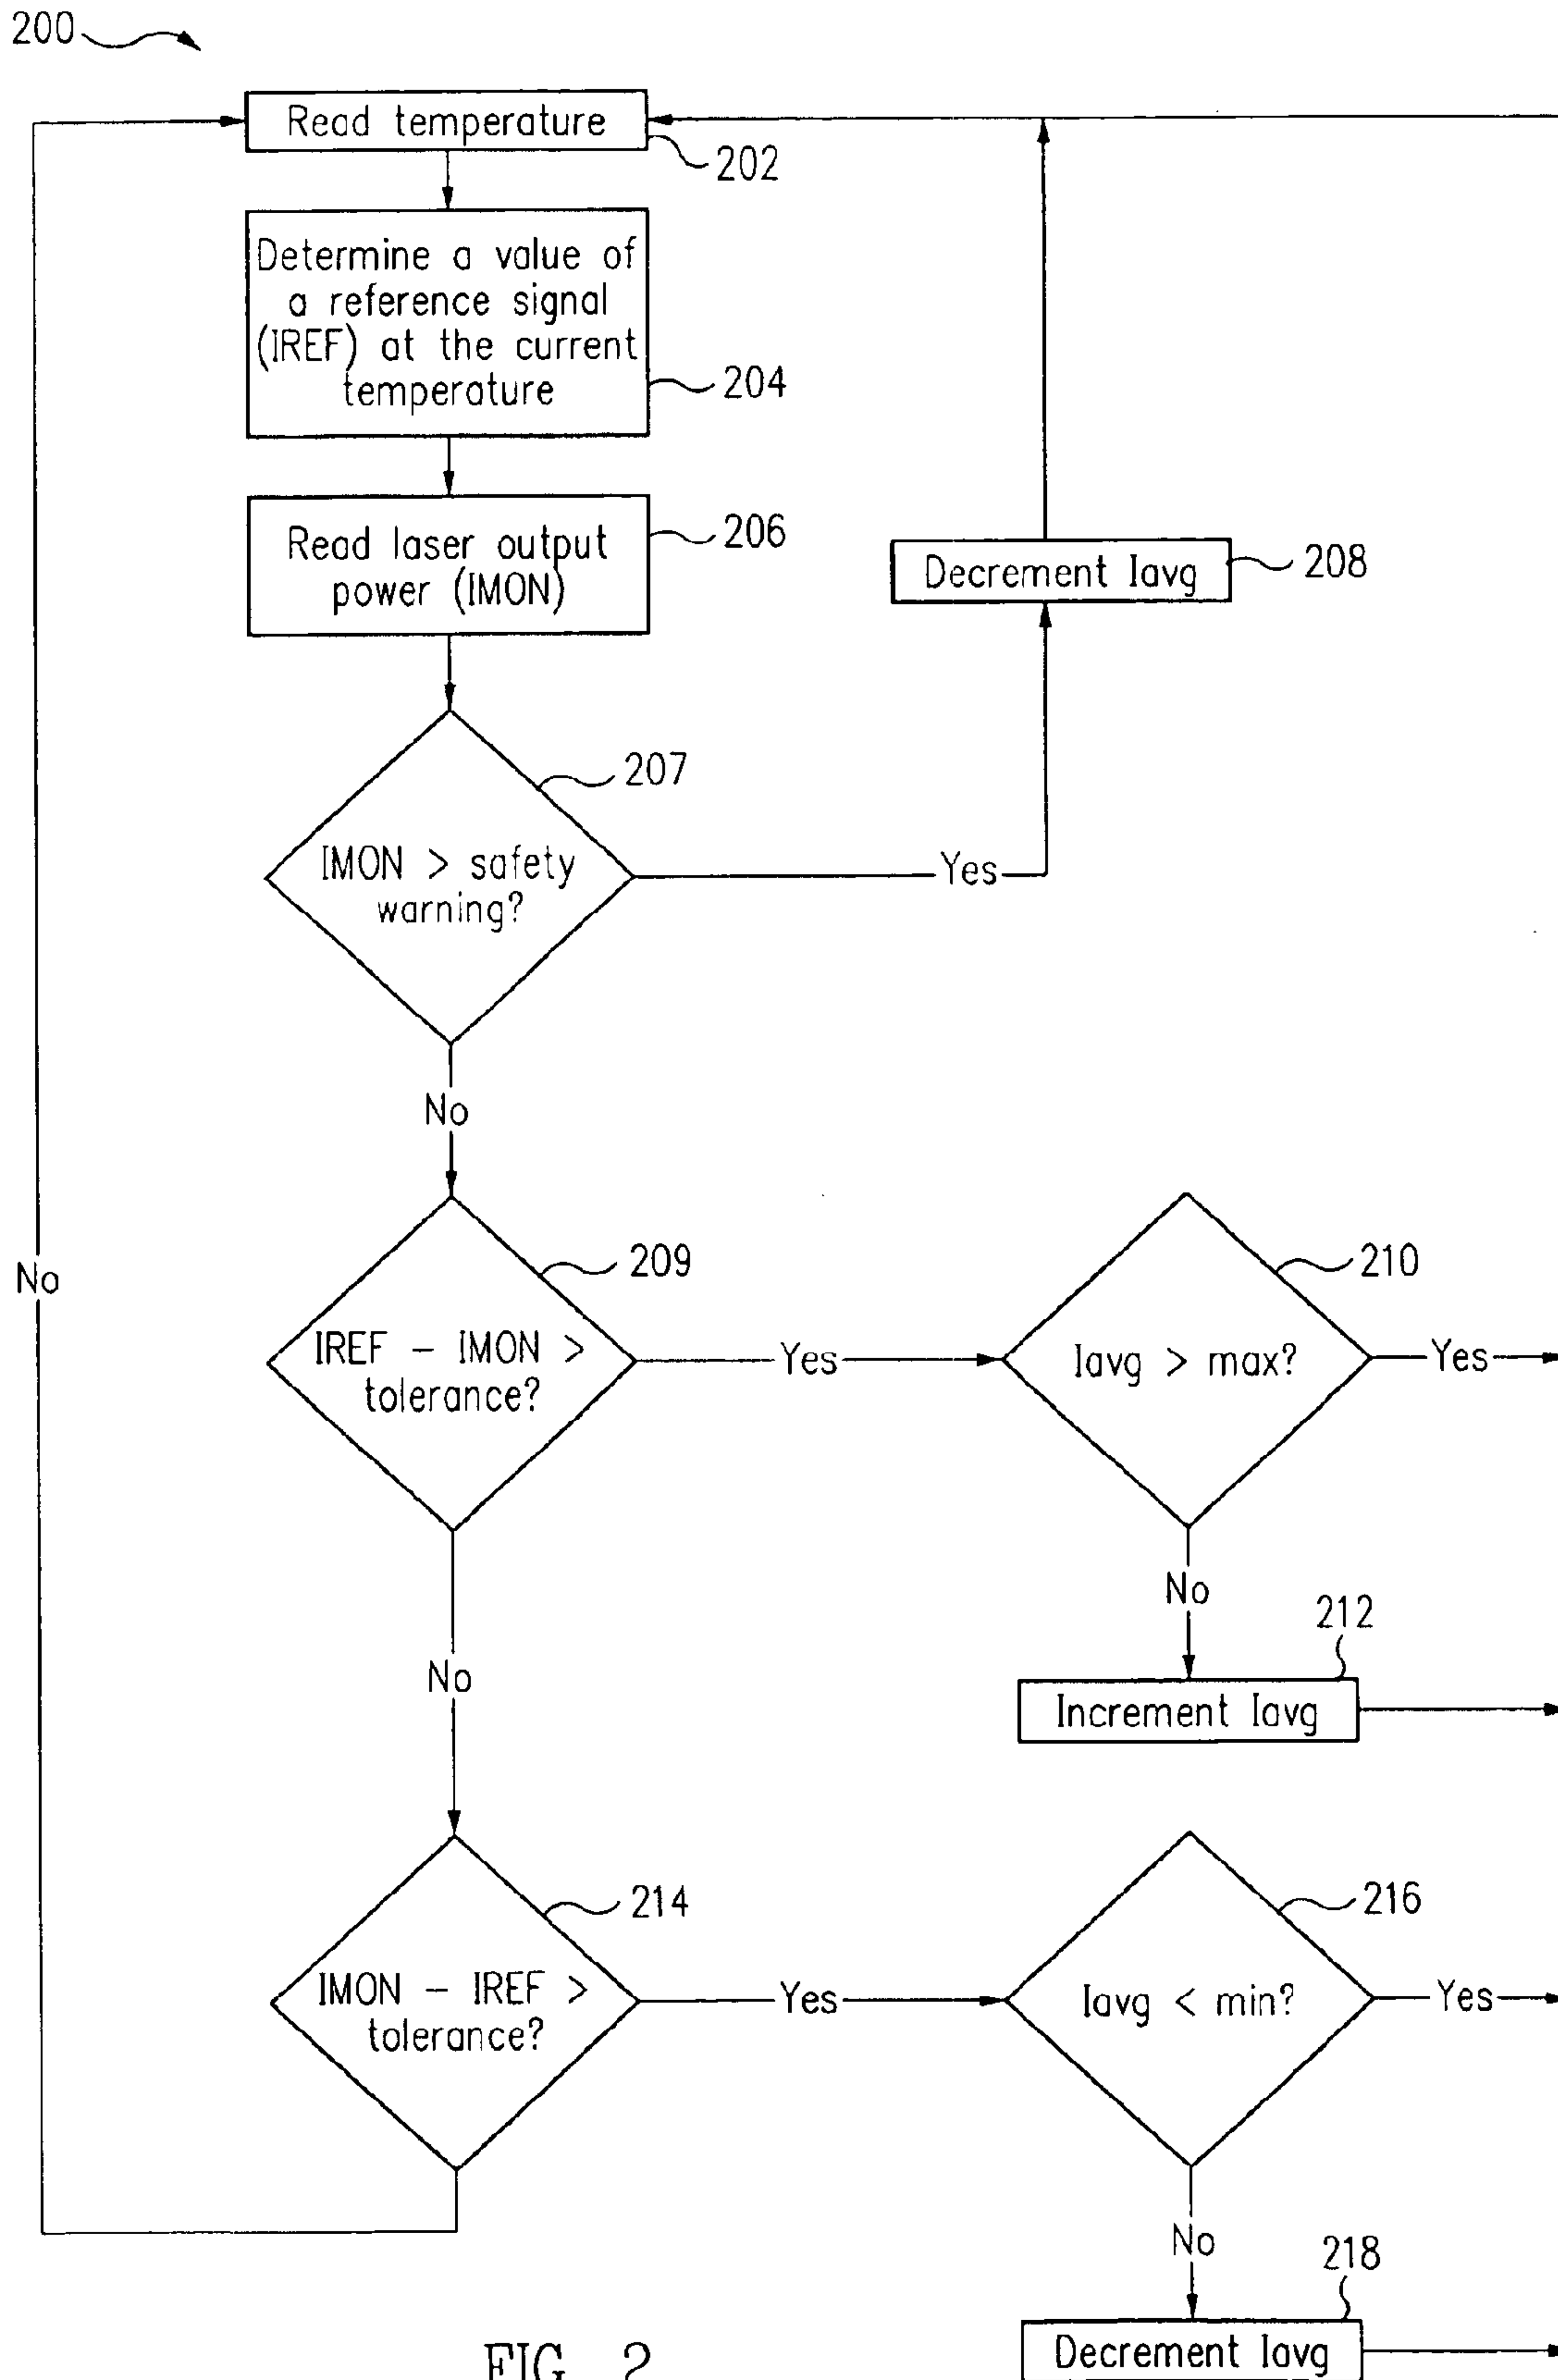 200
Read temperature
202
Determine a value of
a reference signal
(IREF) at the current
temperature
204
Read laser output
power (IMON)
206
Decrement Iavg
208
207
IMON > safety
warning?
Yes
No
No
209
IREF – IMON >
tolerance?
Yes
210
Iavg > max?
Yes
No
212
Increment Iavg
No
214
IMON – IREF >
tolerance?
Yes
216
Iavg < min?
Yes
No
218
Decrement Iavg
FIG. 2